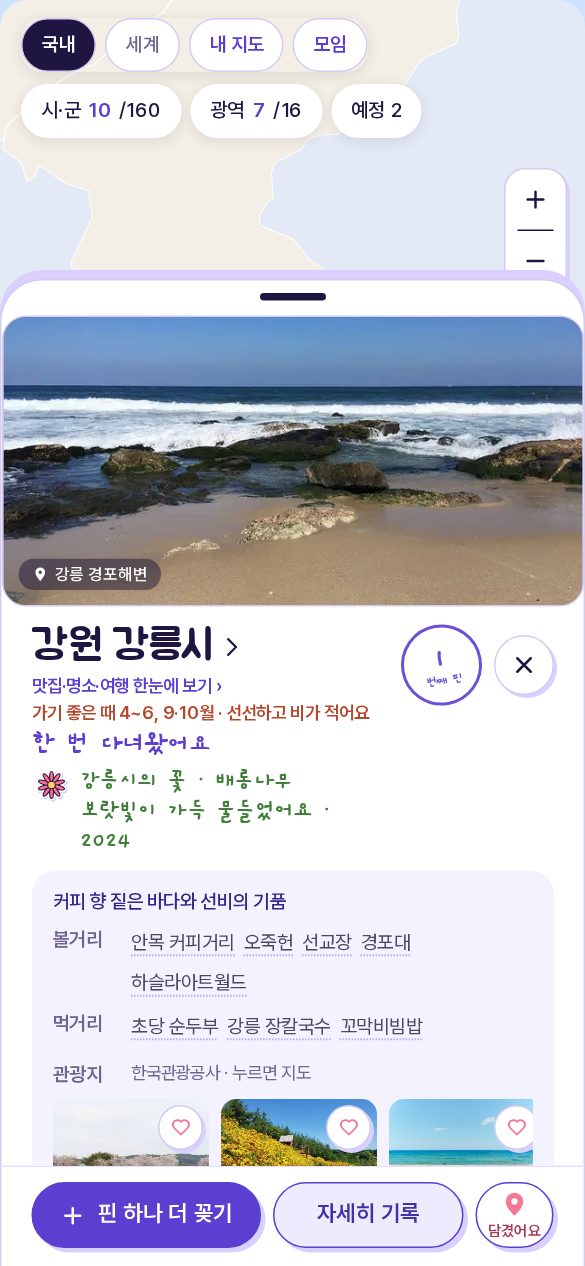 국내 세계 내 지도 모임
시·군 10 /160 광역 7 /16 예정 2
+
−
강릉 경포해변
강원 강릉시 ›
1
번째 핀
맛집·명소·여행 한눈에 보기 ›
가기 좋은 때 4~6, 9·10월 · 선선하고 비가 적어요
한 번 다녀왔어요
강릉시의 꽃 · 배롱나무
보랏빛이 가득 물들었어요 ·
2024
커피 향 짙은 바다와 선비의 기품
볼거리 안목 커피거리 오죽헌 선교장 경포대
하슬라아트월드
먹거리 초당 순두부 강릉 장칼국수 꼬막비빔밥
관광지 한국관광공사 · 누르면 지도
+ 핀 하나 더 꽂기 자세히 기록 담겼어요